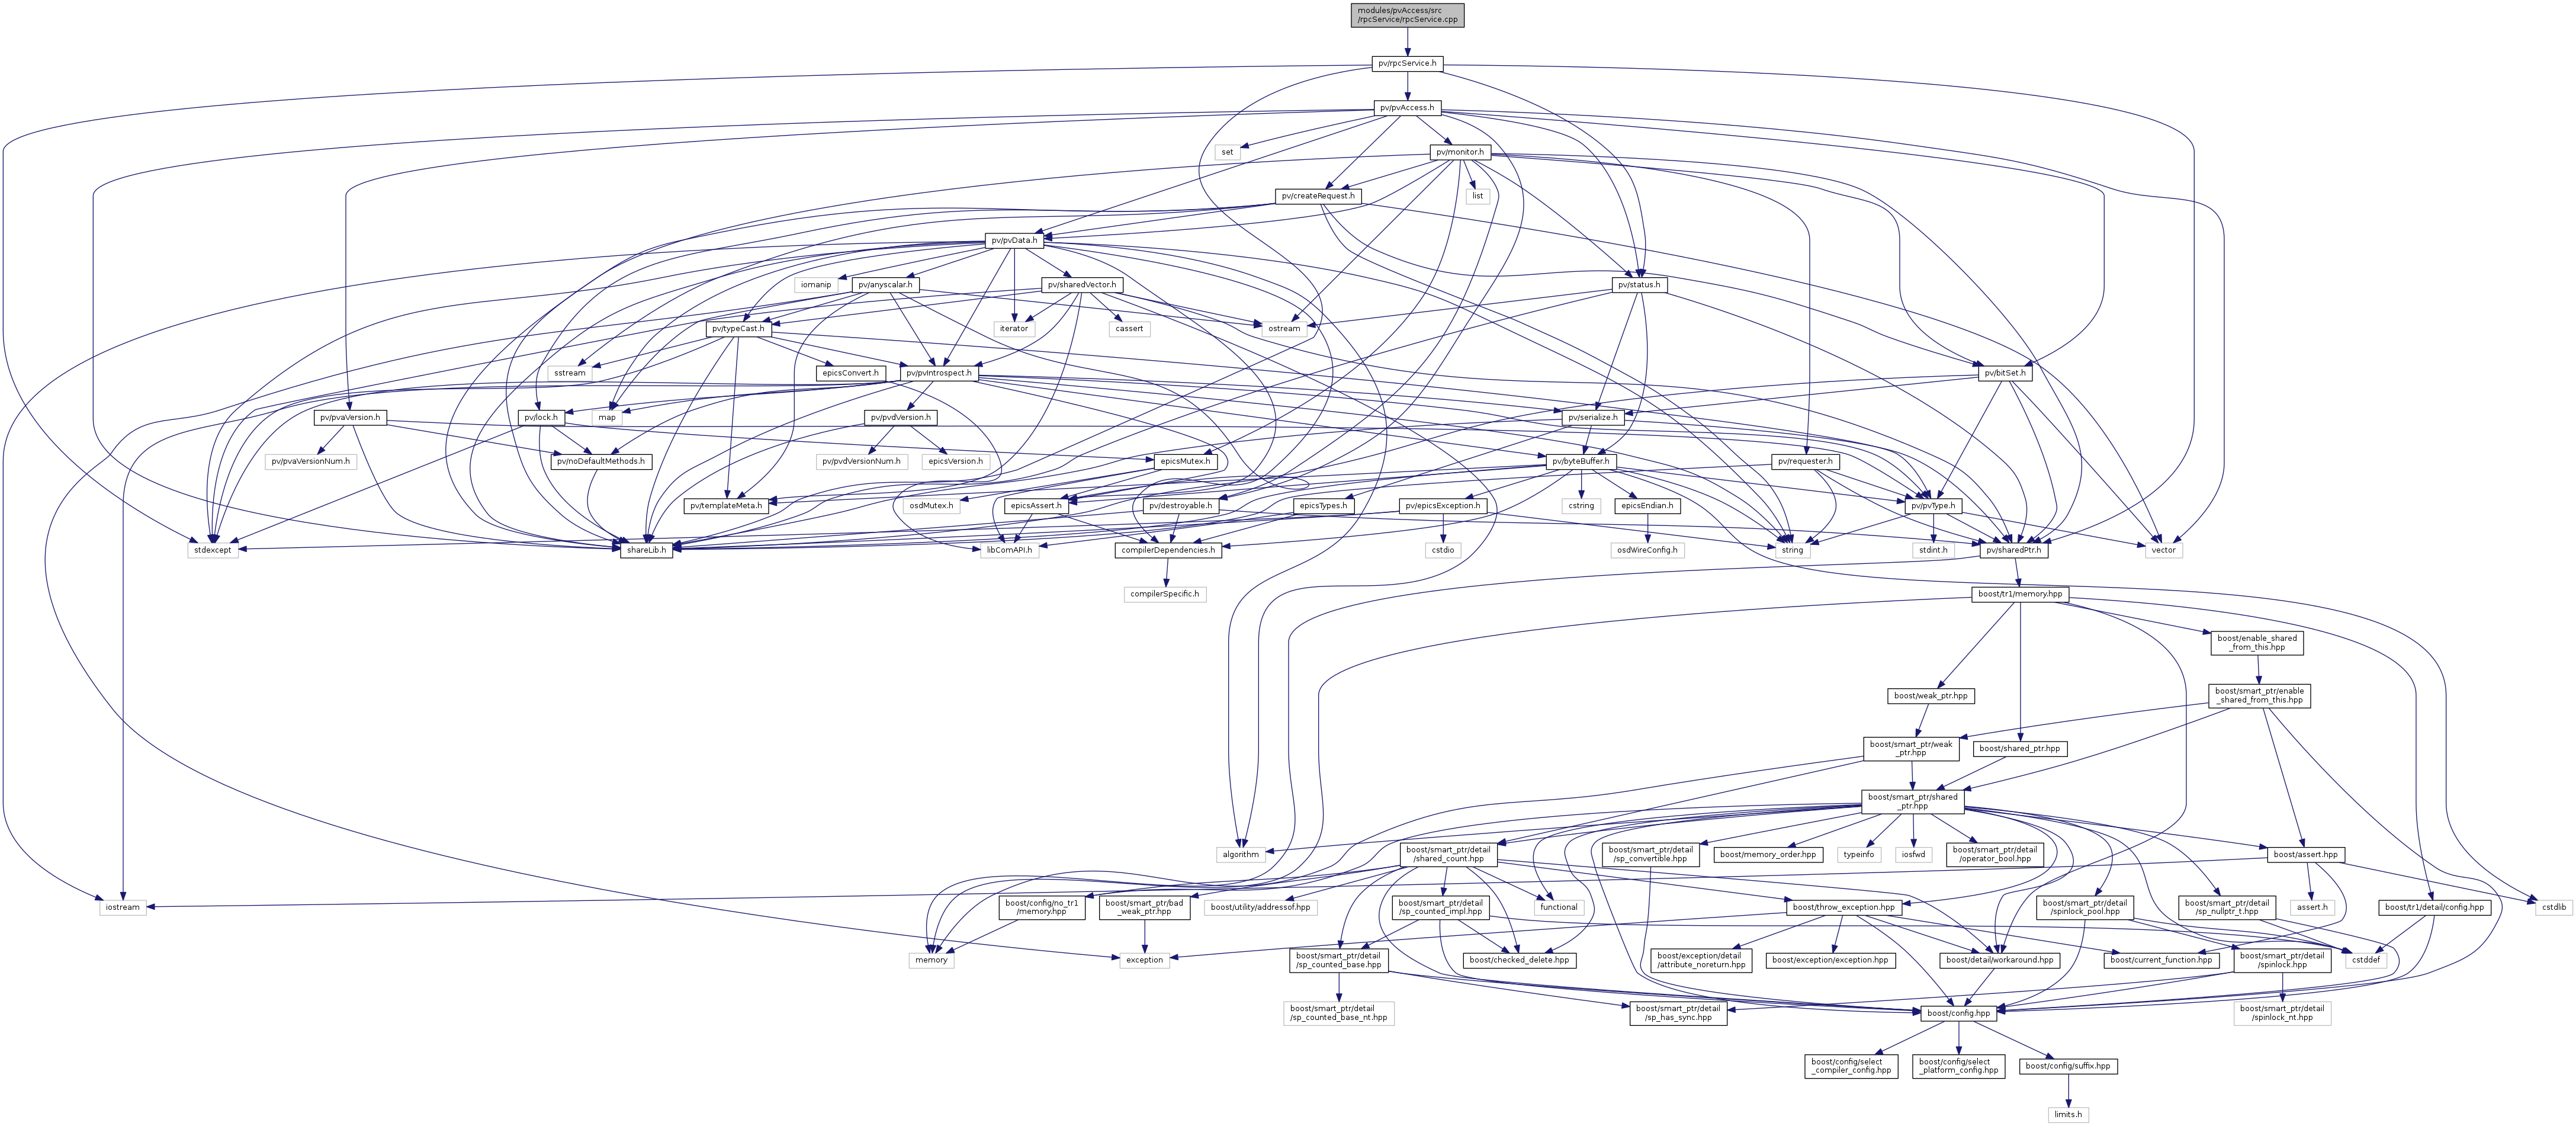 modules/pvAccess/src
/rpcService/rpcService.cpp
pv/rpcService.h
pv/pvAccess.h
set
pv/monitor.h
pv/createRequest.h
list
pv/pvData.h
iomanip
pv/anyscalar.h
pv/sharedVector.h
pv/status.h
pv/typeCast.h
iterator
cassert
ostream
sstream
epicsConvert.h
pv/pvIntrospect.h
pv/bitSet.h
pv/pvaVersion.h
pv/lock.h
map
pv/pvdVersion.h
pv/serialize.h
pv/pvaVersionNum.h
pv/noDefaultMethods.h
pv/pvdVersionNum.h
epicsVersion.h
epicsMutex.h
pv/byteBuffer.h
pv/requester.h
pv/templateMeta.h
osdMutex.h
epicsAssert.h
pv/destroyable.h
epicsTypes.h
pv/epicsException.h
cstring
epicsEndian.h
pv/pvType.h
stdexcept
shareLib.h
libComAPI.h
compilerDependencies.h
cstdio
osdWireConfig.h
string
stdint.h
pv/sharedPtr.h
vector
compilerSpecific.h
boost/tr1/memory.hpp
boost/enable_shared
_from_this.hpp
boost/weak_ptr.hpp
boost/smart_ptr/enable
_shared_from_this.hpp
boost/smart_ptr/weak
_ptr.hpp
boost/shared_ptr.hpp
boost/smart_ptr/shared
_ptr.hpp
algorithm
boost/smart_ptr/detail
/shared_count.hpp
boost/smart_ptr/detail
/sp_convertible.hpp
boost/memory_order.hpp
typeinfo
iosfwd
boost/smart_ptr/detail
/operator_bool.hpp
boost/assert.hpp
iostream
boost/config/no_tr1
/memory.hpp
boost/smart_ptr/bad
_weak_ptr.hpp
boost/utility/addressof.hpp
boost/smart_ptr/detail
/sp_counted_impl.hpp
functional
boost/throw_exception.hpp
boost/smart_ptr/detail
/spinlock_pool.hpp
boost/smart_ptr/detail
/sp_nullptr_t.hpp
assert.h
boost/tr1/detail/config.hpp
cstdlib
memory
exception
boost/smart_ptr/detail
/sp_counted_base.hpp
boost/checked_delete.hpp
boost/exception/detail
/attribute_noreturn.hpp
boost/exception/exception.hpp
boost/detail/workaround.hpp
boost/current_function.hpp
boost/smart_ptr/detail
/spinlock.hpp
cstddef
boost/smart_ptr/detail
/sp_counted_base_nt.hpp
boost/smart_ptr/detail
/sp_has_sync.hpp
boost/config.hpp
boost/smart_ptr/detail
/spinlock_nt.hpp
boost/config/select
_compiler_config.hpp
boost/config/select
_platform_config.hpp
boost/config/suffix.hpp
limits.h